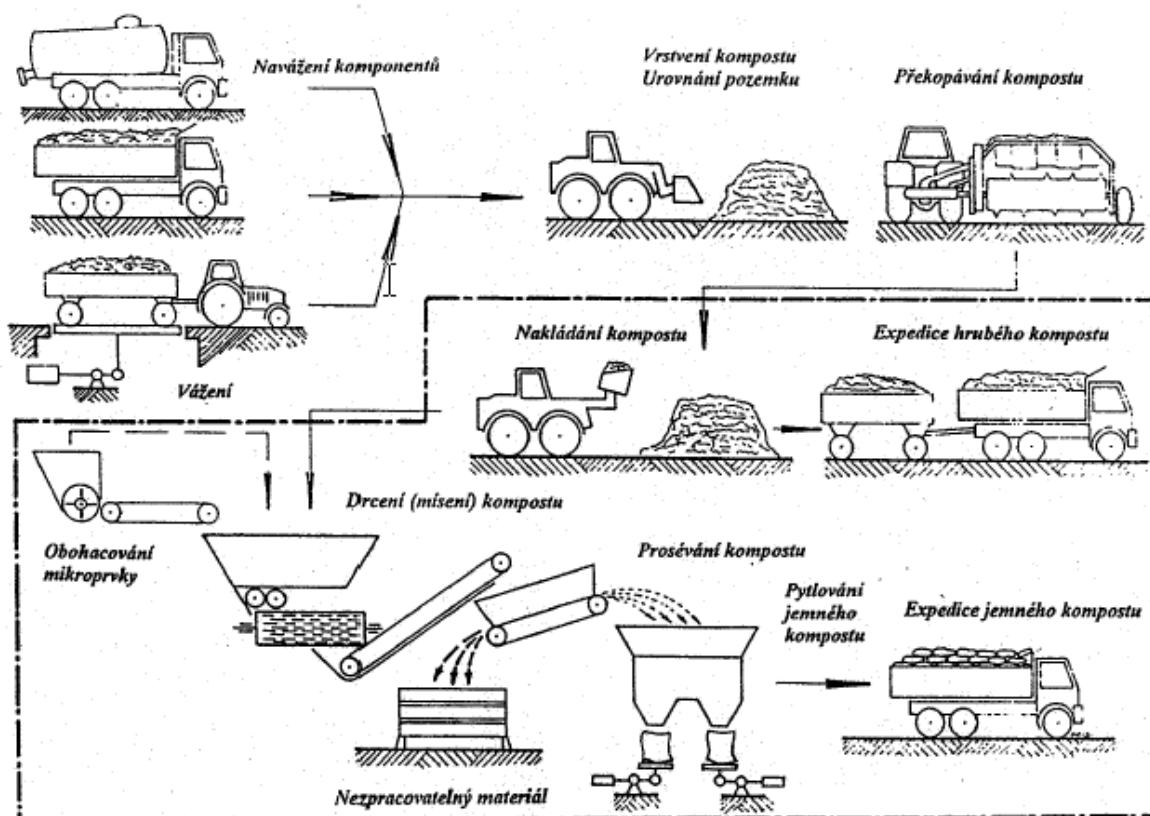 Navážení komponentů
Vrstvení kompostu
Urovnání pozemku
Překopávání kompostu
Vážení
Nakládání kompostu
Expedice hrubého kompostu
Obohacování
mikroprvky
Drcení (mísení) kompostu
Prosévání kompostu
Pytlování
jemného
kompostu
Expedice jemného kompostu
Nezpracovatelný materiál